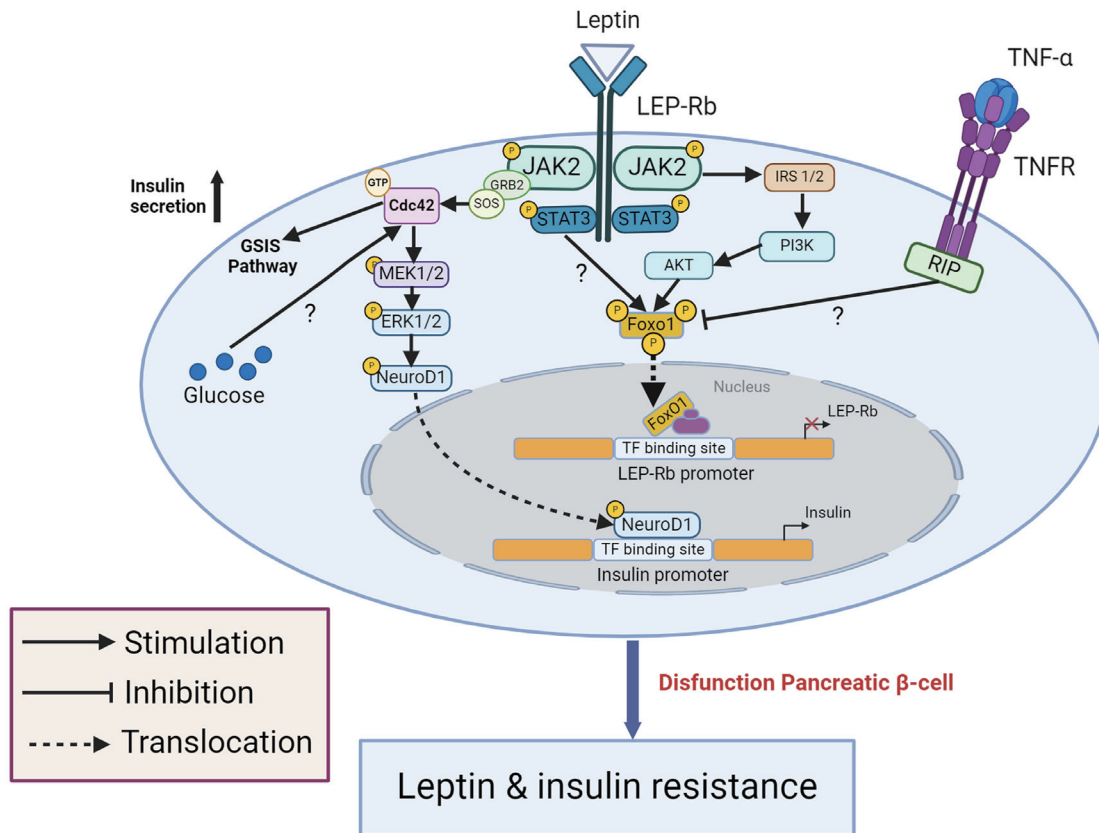 Leptin
TNF-α
LEP-Rb
TNFR
P
JAK2
JAK2
P
GRB2
SOS
IRS 1/2
Insulin
secretion
GTP
Cdc42
P
STAT3
STAT3
P
GSIS
Pathway
PI3K
AKT
RIP
P
MEK1/2
?
?
?
P
ERK1/2
P
Foxo1
P
P
P
NeuroD1
Glucose
Nucleus
FoxO1
LEP-Rb
TF binding site
LEP-Rb promoter
P
NeuroD1
Insulin
TF binding site
Insulin promoter
Stimulation
Inhibition
Translocation
Disfunction Pancreatic β-cell
Leptin & insulin resistance